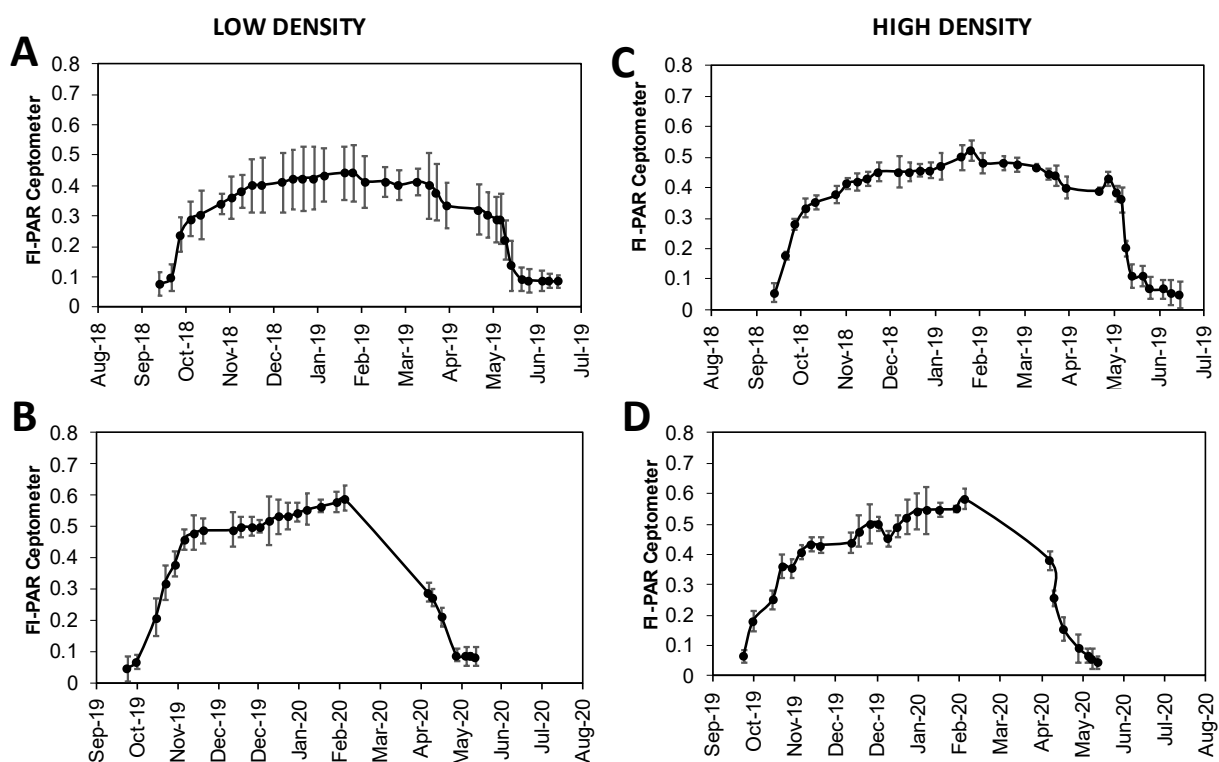 LOW DENSITY
HIGH DENSITY
A
FI-PAR Ceptometer
0.8
0.7
0.6
0.5
0.4
0.3
0.2
0.1
0
Aug-18
Sep-18
Oct-18
Nov-18
Dec-18
Jan-19
Feb-19
Mar-19
Apr-19
May-19
Jun-19
Jul-19
C
FI-PAR Ceptometer
0.8
0.7
0.6
0.5
0.4
0.3
0.2
0.1
0
Aug-18
Sep-18
Oct-18
Nov-18
Dec-18
Jan-19
Feb-19
Mar-19
Apr-19
May-19
Jun-19
Jul-19
B
FI-PAR Ceptometer
0.8
0.7
0.6
0.5
0.4
0.3
0.2
0.1
0
Sep-19
Oct-19
Nov-19
Dec-19
Dec-19
Jan-20
Feb-20
Mar-20
Apr-20
May-20
Jun-20
Jul-20
Aug-20
D
FI-PAR Ceptometer
0.8
0.7
0.6
0.5
0.4
0.3
0.2
0.1
0
Sep-19
Oct-19
Nov-19
Dec-19
Dec-19
Jan-20
Feb-20
Mar-20
Apr-20
May-20
Jun-20
Jul-20
Aug-20